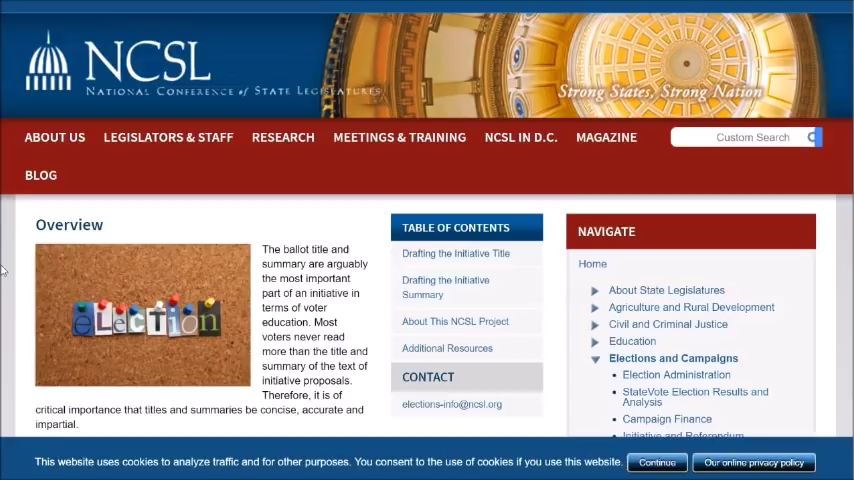 NCSL
NATIONAL CONFERENCE of STATE LEGISLATURES
Strong States, Strong Nation
ABOUT US
LEGISLATORS & STAFF
RESEARCH
MEETINGS & TRAINING
NCSL IN D.C.
MAGAZINE
Custom Search
BLOG
Overview
eLecTion
The ballot title and
summary are arguably
the most important
part of an initiative in
terms of voter
education. Most
voters never read
more than the title and
summary of the text of
initiative proposals.
Therefore, it is of
critical importance that titles and summaries be concise, accurate and
impartial.
TABLE OF CONTENTS
Drafting the Initiative Title
Drafting the Initiative
Summary
About This NCSL Project
Additional Resources
CONTACT
elections-info@ncsl.org
NAVIGATE
Home
About State Legislatures
Agriculture and Rural Development
Civil and Criminal Justice
Education
Elections and Campaigns
Election Administration
StateVote Election Results and
Analysis
Campaign Finance
Initiative and Referendum
This website uses cookies to analyze traffic and for other purposes. You consent to the use of cookies if you use this website.
Continue
Our online privacy policy